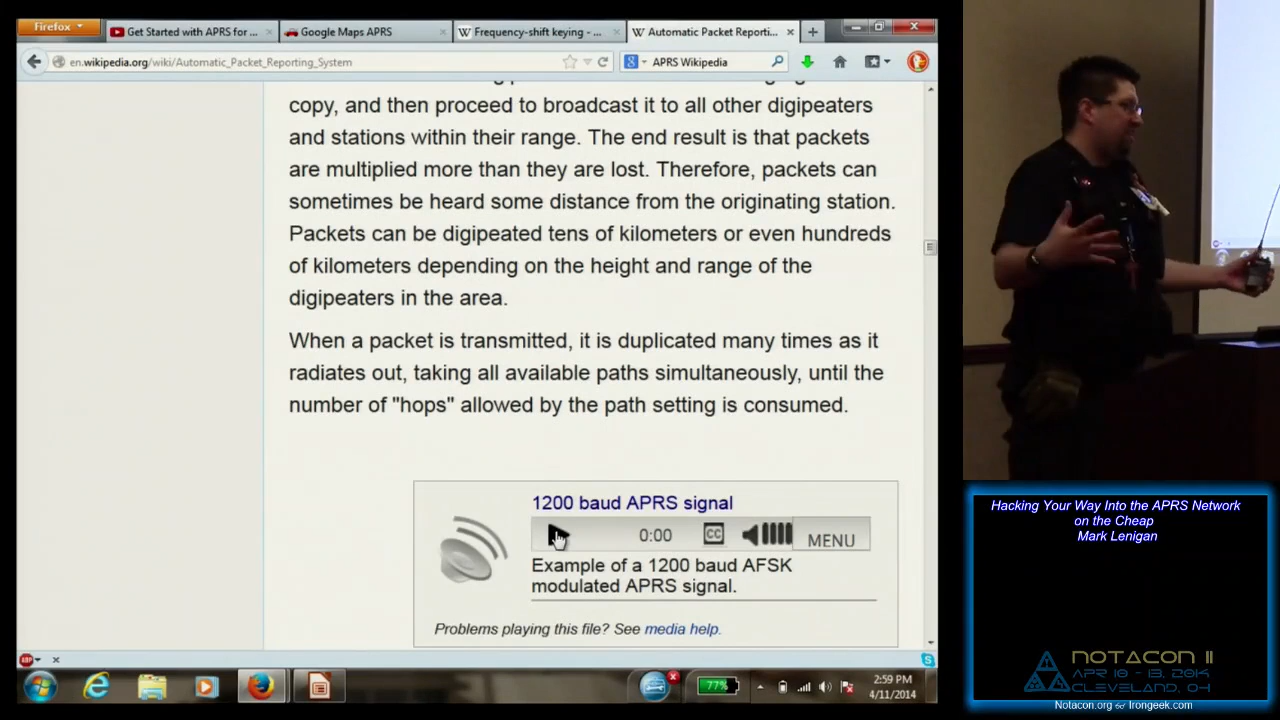 Firefox
Get Started with APRS for ...
Google Maps APRS
Frequency-shift keying - ...
Automatic Packet Reporti...
en.wikipedia.org/wiki/Automatic_Packet_Reporting_System
APRS Wikipedia
copy, and then proceed to broadcast it to all other digipeaters
and stations within their range. The end result is that packets
are multiplied more than they are lost. Therefore, packets can
sometimes be heard some distance from the originating station.
Packets can be digipeated tens of kilometers or even hundreds
of kilometers depending on the height and range of the
digipeaters in the area.
When a packet is transmitted, it is duplicated many times as it
radiates out, taking all available paths simultaneously, until the
number of "hops" allowed by the path setting is consumed.
1200 baud APRS signal
0:00
CC
MENU
Example of a 1200 baud AFSK
modulated APRS signal.
Problems playing this file? See media help.
77%
2:59 PM
4/11/2014
Hacking Your Way Into the APRS Network
on the Cheap
Mark Lenigan
NOTACON 11
APR 10 - 13, 2014
CLEVELAND, OH
Notacon.org & Irongeek.com